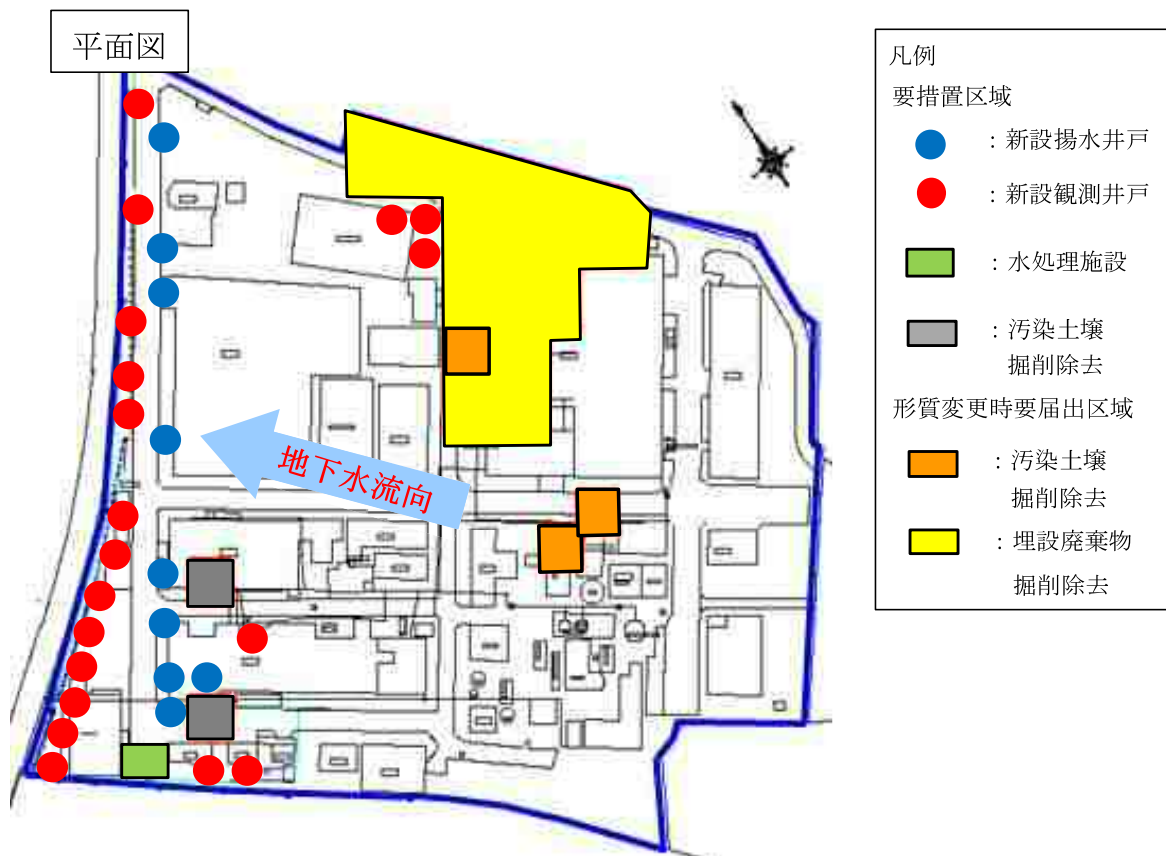 平面図
地下水流向
凡例
要措置区域
：新設揚水井戸
：新設観測井戸
：水処理施設
：汚染土壌
掘削除去
形質変更時要届出区域
：汚染土壌
掘削除去
：埋設廃棄物
掘削除去